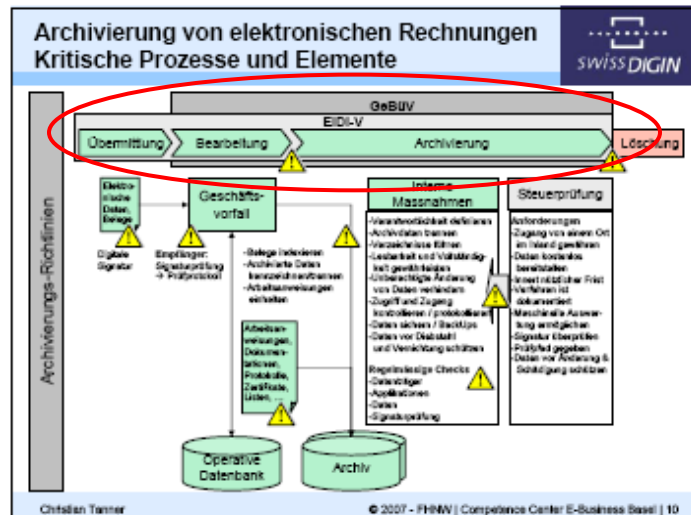 Archivierung von elektronischen Rechnungen
Kritische Prozesse und Elemente
swissDIGIN
GeBüV
EIDI-V
Übermittlung
Bearbeitung
Archivierung
Löschung
Archivierungs-Richtlinien
Elektro-
nische
Daten,
Belege
Digitale
Signatur
Geschäfts-
vorfall
Empfänger:
Signaturprüfung
→ Prüfprotokoll
-Belege indexieren
-Archivierte Daten
kennzeichnen/trennen
-Arbeitsanweisungen
einhalten
Arbeitsan-
weisungen,
Dokumen-
tationen,
Protokolle,
Zertifikate,
Listen, ...
Operative
Datenbank
Archiv
Interne
Massnahmen
-Verantwortlichkeit definieren
-Archivdaten trennen
-Verzeichnisse führen
-Lesbarkeit und Vollständig-
keit gewährleisten
-Unberechtigte Änderung
von Daten verhindern
-Zugriff und Zugang
kontrollieren / protokollieren
-Daten sichern / BackUps
-Daten vor Diebstahl
und Vernichtung schützen
Regelmässige Checks
-Datenträger
-Applikationen
-Daten
-Signaturprüfung
Steuerprüfung
Anforderungen
-Zugang von einem Ort
im Inland gewähren
-Daten kostenlos
bereitstellen
-Innert nützlicher Frist
-Verfahren ist
dokumentiert
-Maschinelle Auswer-
tung ermöglichen
-Signatur überprüfen
-Prüfpfad gegeben
-Daten vor Änderung &
Schädigung schützen
Christian Tanner
© 2007 - FHNW | Competence Center E-Business Basel | 10